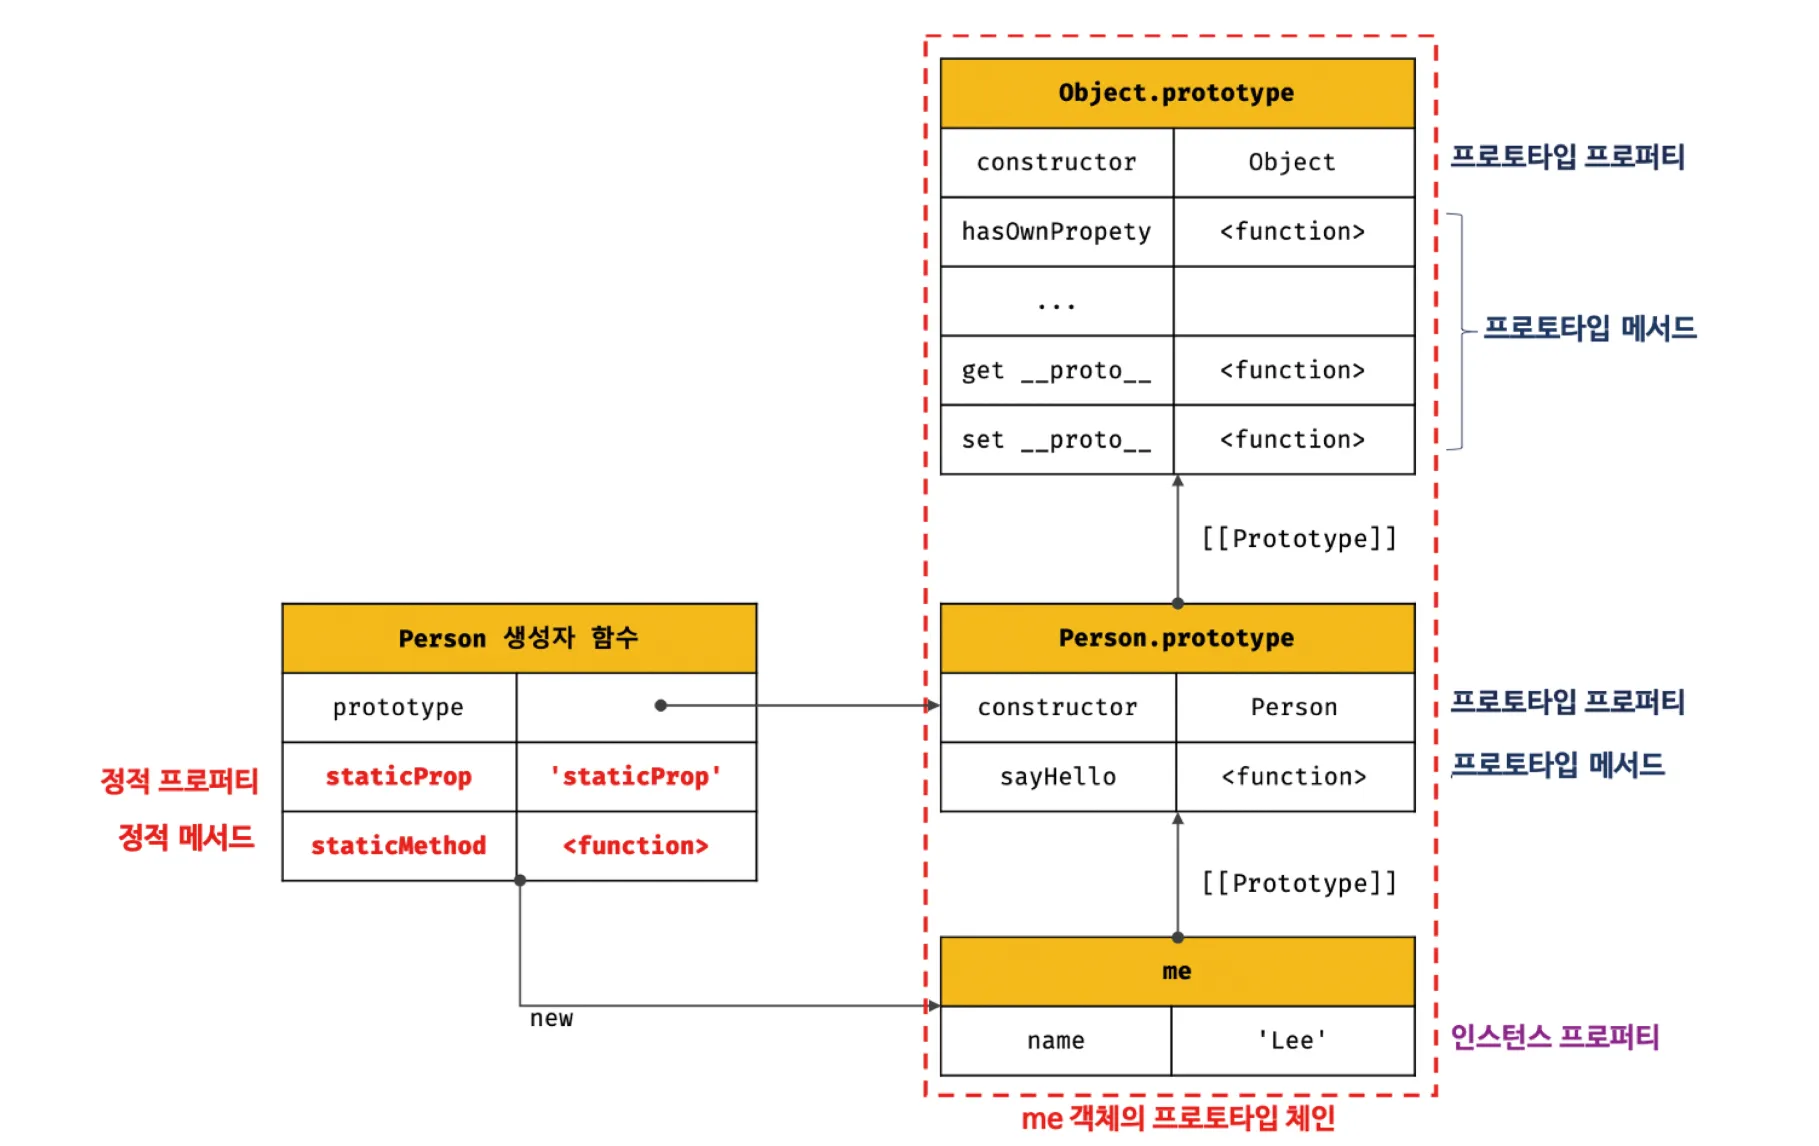 Object.prototype
constructor Object 프로토타입 프로퍼티
hasOwnPropety <function>
...
프로토타입 메서드
get __proto__ <function>
set __proto__ <function>
[[Prototype]]
Person 생성자 함수
prototype
정적 프로퍼티 staticProp 'staticProp'
정적 메서드 staticMethod <function>
new
Person.prototype
constructor Person 프로토타입 프로퍼티
sayHello <function> 프로토타입 메서드
[[Prototype]]
me
name 'Lee' 인스턴스 프로퍼티
me 객체의 프로토타입 체인